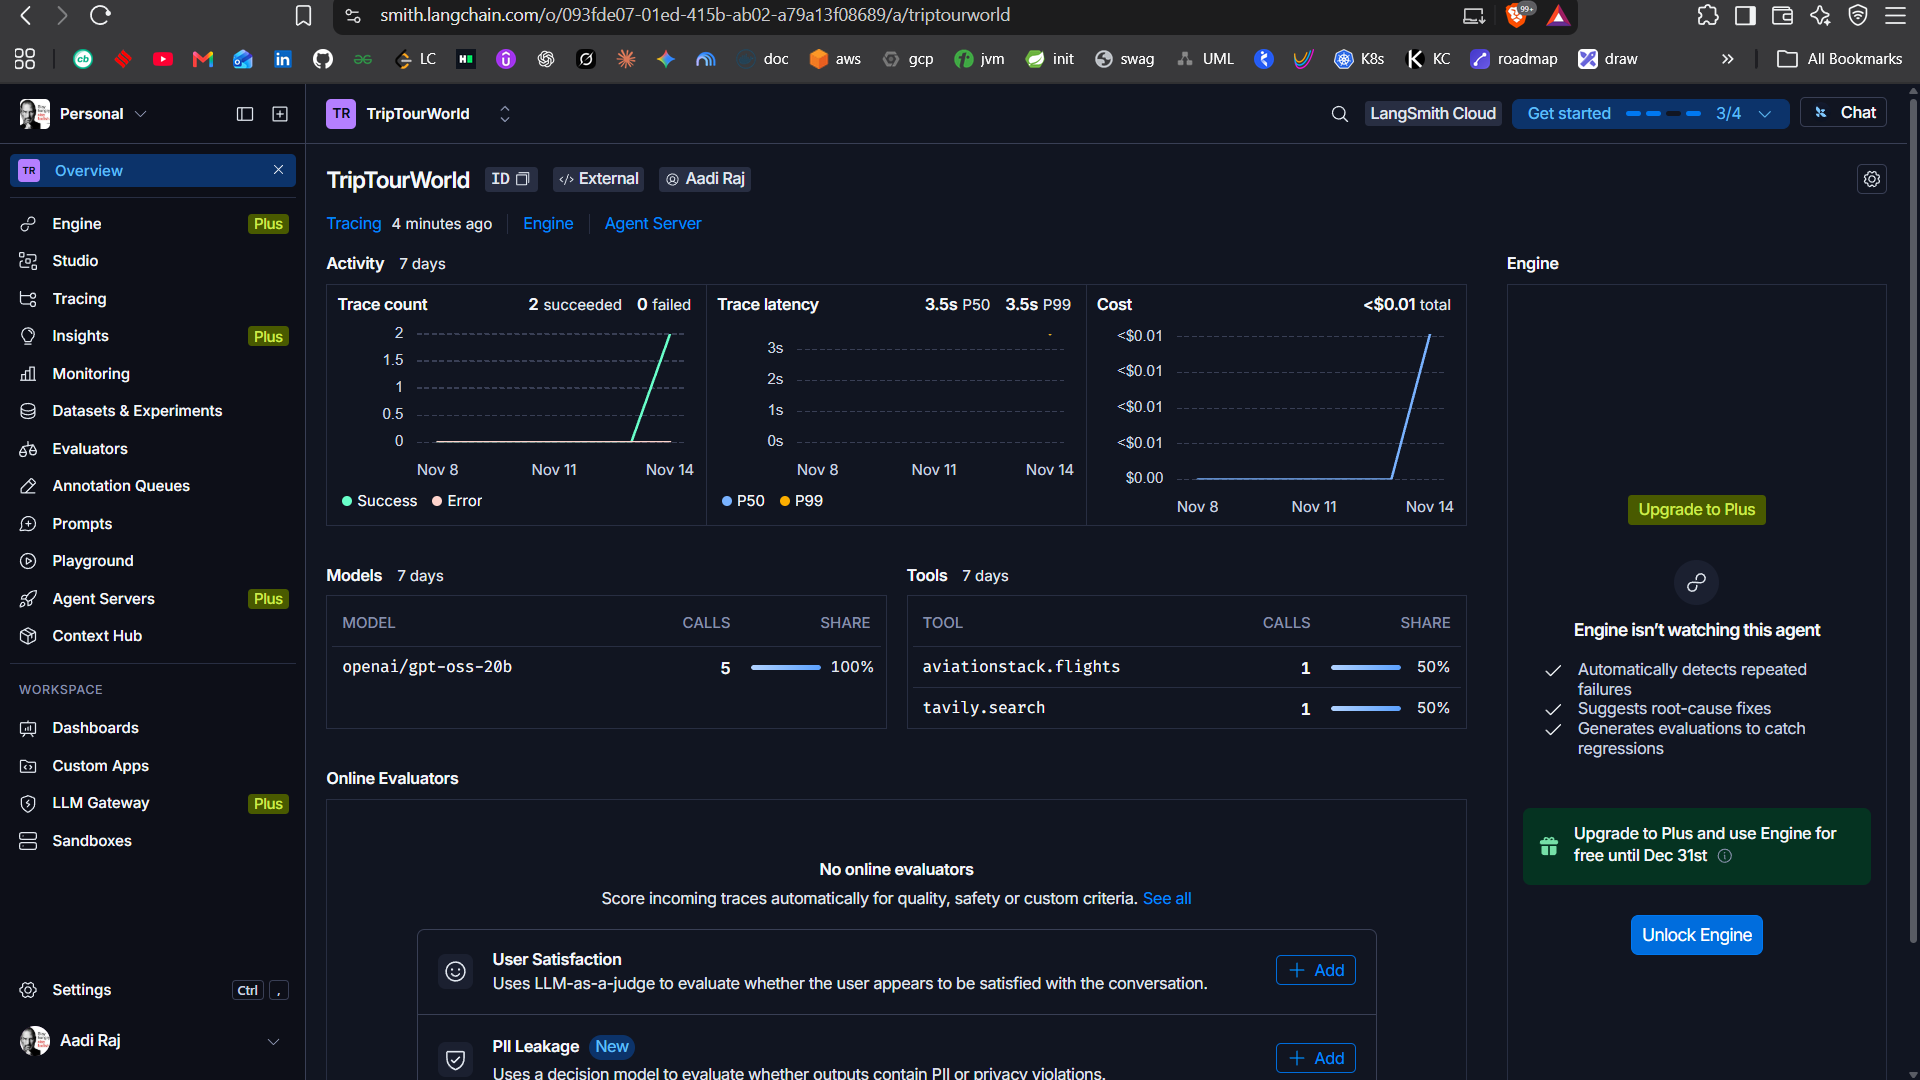 smith.langchain.com/o/093fde07-01ed-415b-ab02-a79a13f08689/a/triptourworld
99+
LC
doc
aws
gcp
jvm
init
swag
UML
K8s
KC
roadmap
draw
All Bookmarks
Personal
TR TripTourWorld
LangSmith Cloud
Get started 3/4
Chat
TR Overview
Engine Plus
Studio
Tracing
Insights Plus
Monitoring
Datasets & Experiments
Evaluators
Annotation Queues
Prompts
Playground
Agent Servers Plus
Context Hub
WORKSPACE
Dashboards
Custom Apps
LLM Gateway Plus
Sandboxes
Settings Ctrl ,
Aadi Raj
TripTourWorld ID External Aadi Raj
Tracing 4 minutes ago Engine Agent Server
Activity 7 days
Trace count 2 succeeded 0 failed
2
1.5
1
0.5
0
Nov 8 Nov 11 Nov 14
Success Error
Trace latency 3.5s P50 3.5s P99
3s
2s
1s
0s
Nov 8 Nov 11 Nov 14
P50 P99
Cost <$0.01 total
<$0.01
<$0.01
<$0.01
<$0.01
$0.00
Nov 8 Nov 11 Nov 14
Models 7 days
MODEL CALLS SHARE
openai/gpt-oss-20b 5 100%
Tools 7 days
TOOL CALLS SHARE
aviationstack.flights 1 50%
tavily.search 1 50%
Online Evaluators
No online evaluators
Score incoming traces automatically for quality, safety or custom criteria. See all
User Satisfaction
Uses LLM-as-a-judge to evaluate whether the user appears to be satisfied with the conversation.
Add
PII Leakage New
Uses a decision model to evaluate whether outputs contain PII or privacy violations.
Add
Engine
Upgrade to Plus
Engine isn't watching this agent
Automatically detects repeated
failures
Suggests root-cause fixes
Generates evaluations to catch
regressions
Upgrade to Plus and use Engine for
free until Dec 31st
Unlock Engine